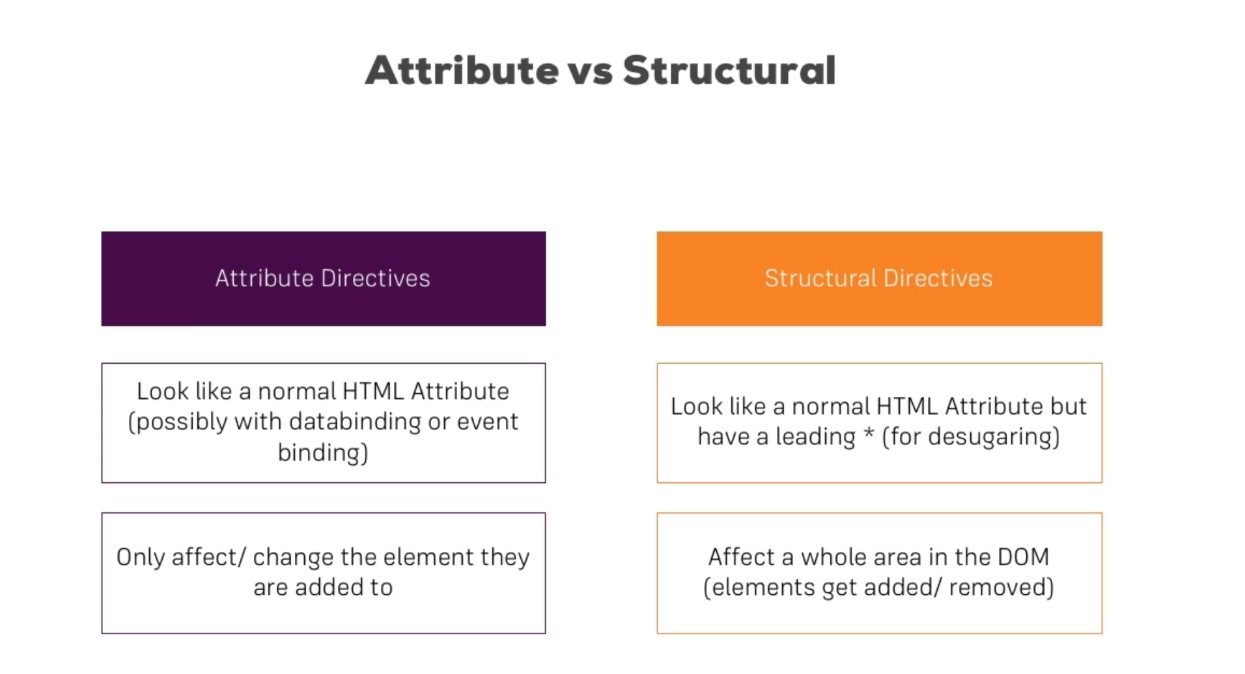 Attribute vs Structural
Attribute Directives
Look like a normal HTML Attribute
(possibly with databinding or event
binding)
Only affect/ change the element they
are added to
Structural Directives
Look like a normal HTML Attribute but
have a leading * (for desugaring)
Affect a whole area in the DOM
(elements get added/ removed)